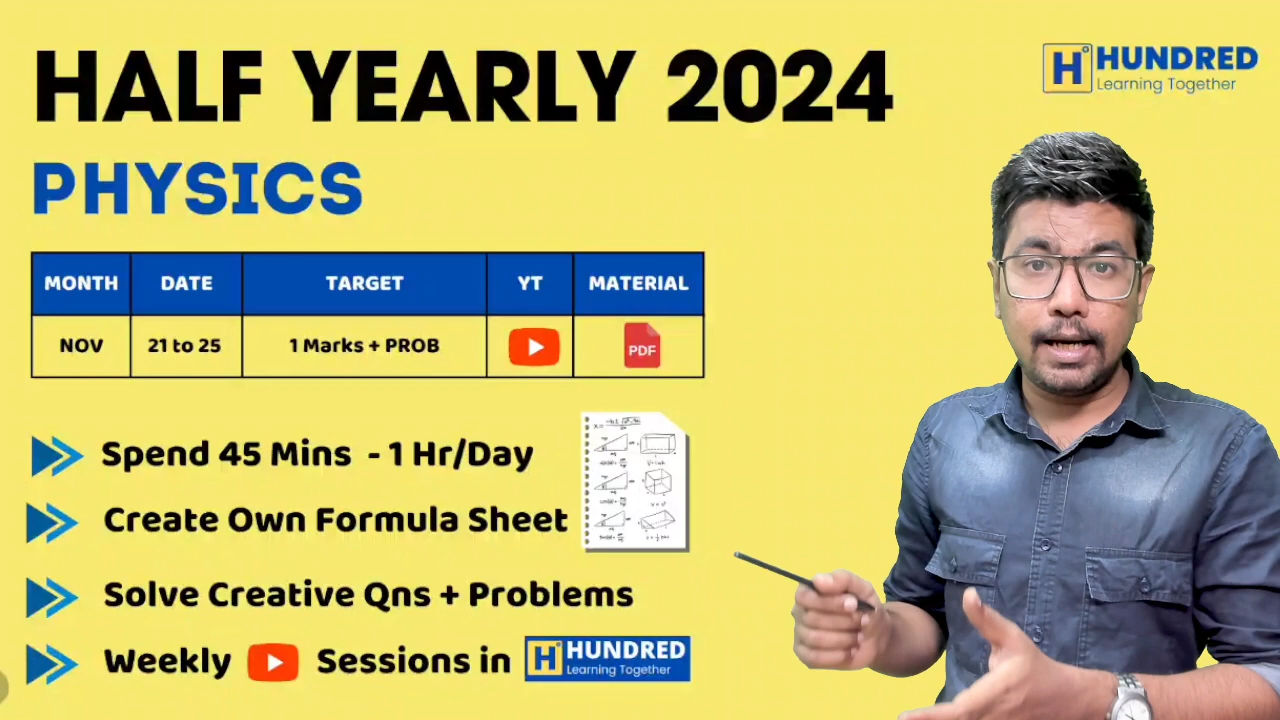 HALF YEARLY 2024
H HUNDRED
Learning Together
PHYSICS
MONTH DATE TARGET YT MATERIAL
NOV 21 to 25 1 Marks + PROB PDF
Spend 45 Mins - 1 Hr/Day
Create Own Formula Sheet
Solve Creative Qns + Problems
Weekly Sessions in H HUNDRED
Learning Together